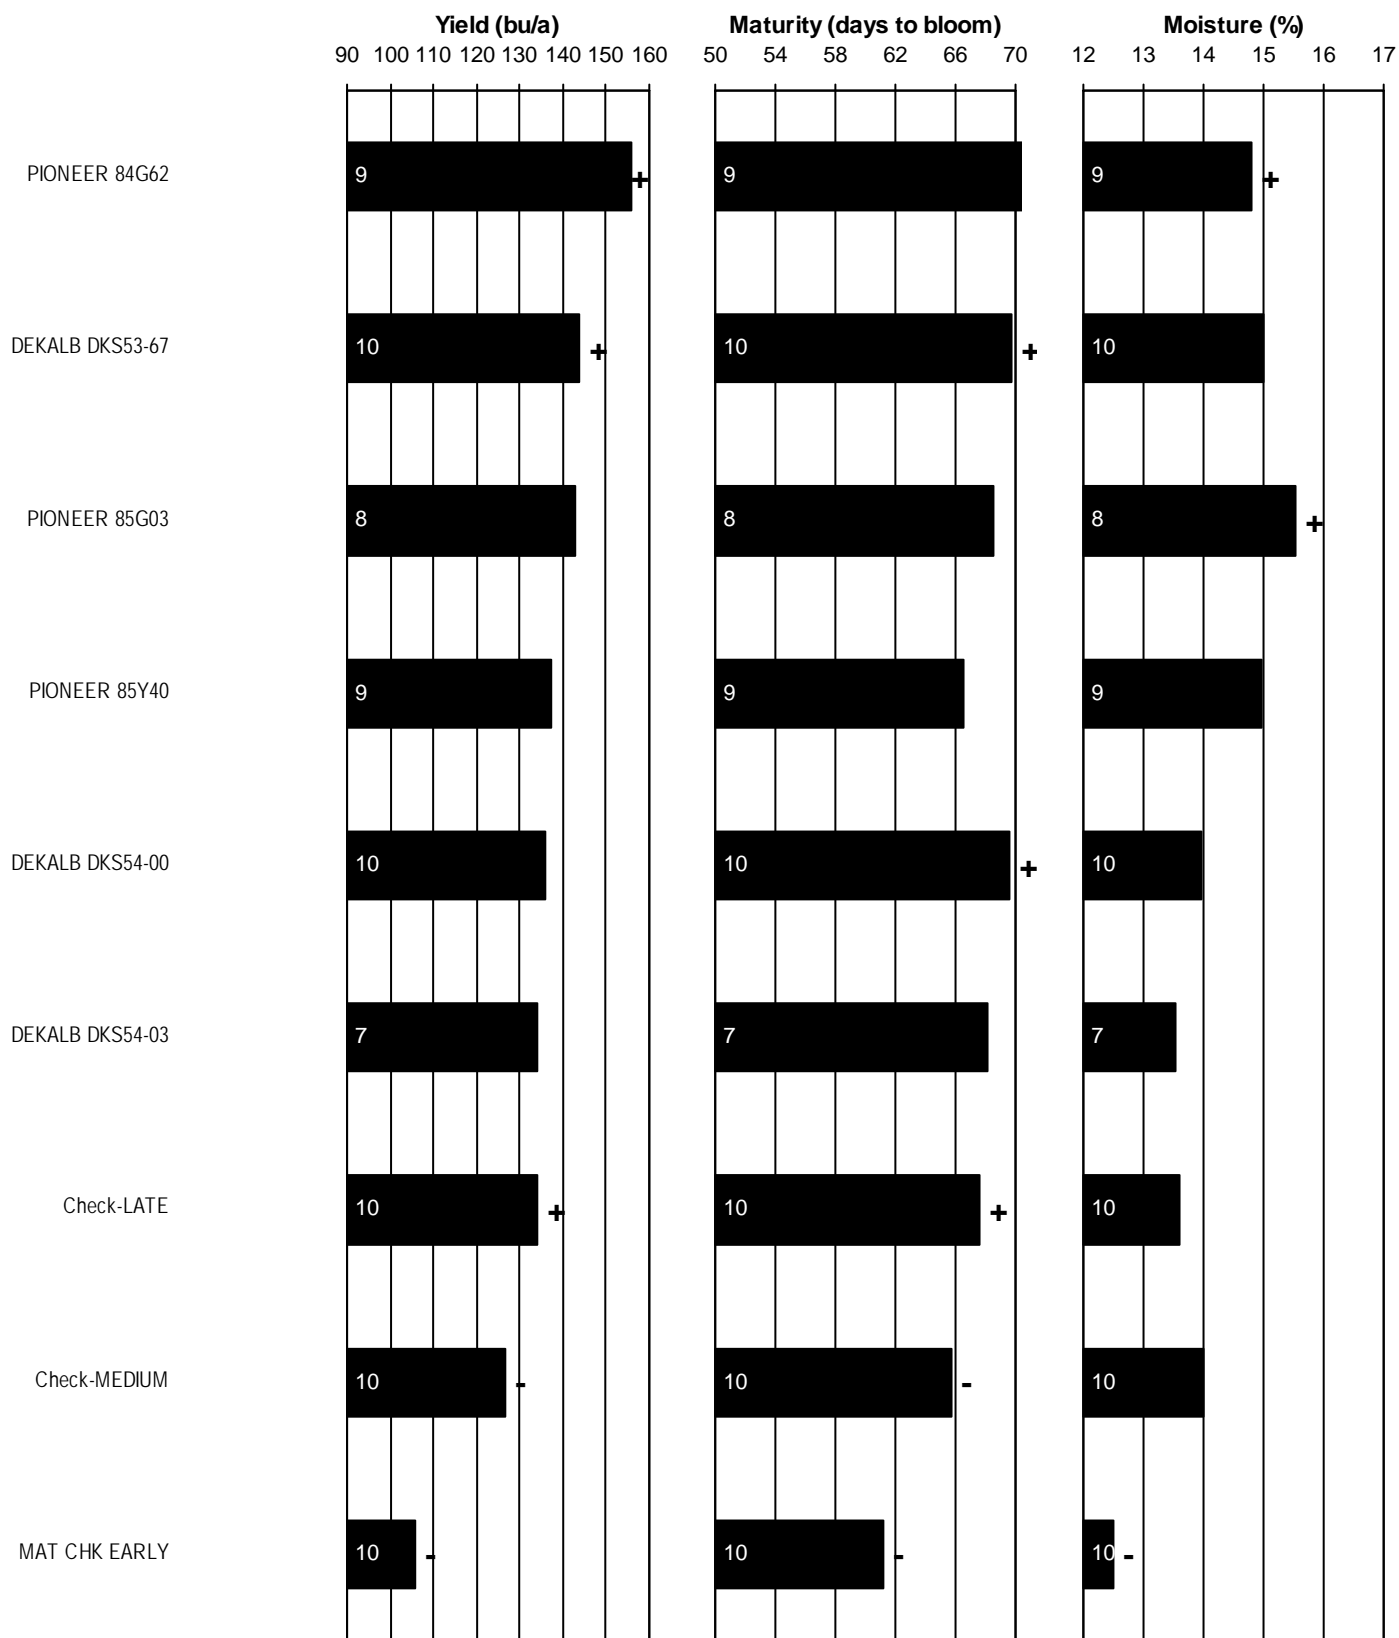 Yield (bu/a) Maturity (days to bloom) Moisture (%)
90 100 110 120 130 140 150 160 50 54 58 62 66 70 12 13 14 15 16 17
PIONEER 84G62 9 + 9 9 +
DEKALB DKS53-67 10 + 10 + 10
PIONEER 85G03 8 8 8 +
PIONEER 85Y40 9 9 9
DEKALB DKS54-00 10 10 + 10
DEKALB DKS54-03 7 7 7
Check-LATE 10 + 10 + 10
Check-MEDIUM 10 - 10 - 10
MAT CHK EARLY 10 - 10 - 10 -